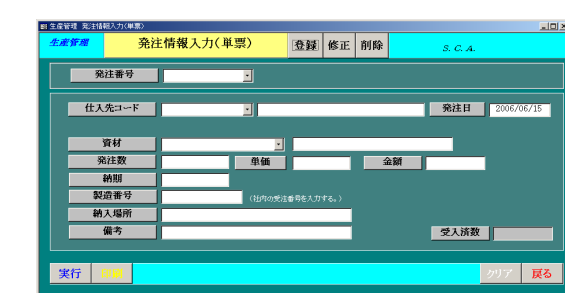 生産管理 発注情報入力(単票)
生産管理 発注情報入力(単票) 登録 修正 削除 S. C. A.
発注番号
仕入先コード 発注日 2006/06/15
資材
発注数 単価 金額
納期
製造番号 (社内の受注番号を入力する。)
納入場所
備考 受入済数
実行 印刷 クリア 戻る